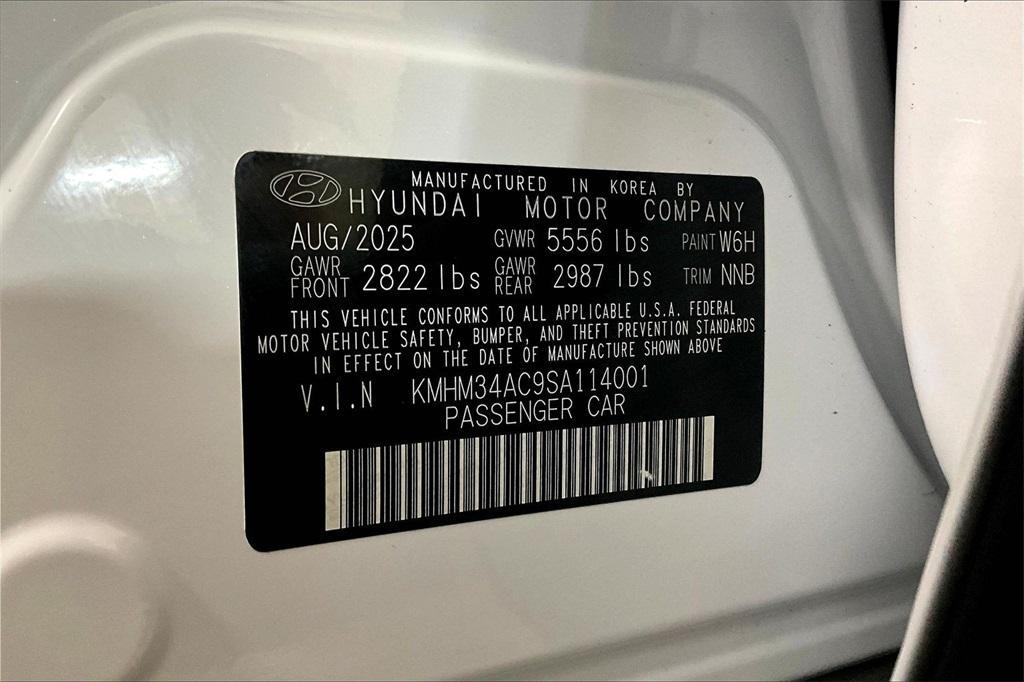 MANUFACTURED IN KOREA BY
HYUNDAI MOTOR COMPANY
AUG/2025 GVWR 5556 lbs PAINT W6H
GAWR FRONT 2822 lbs GAWR REAR 2987 lbs TRIM NNB
THIS VEHICLE CONFORMS TO ALL APPLICABLE U.S.A. FEDERAL
MOTOR VEHICLE SAFETY, BUMPER, AND THEFT PREVENTION STANDARDS
IN EFFECT ON THE DATE OF MANUFACTURE SHOWN ABOVE
V.I.N KMHM34AC9SA114001
PASSENGER CAR